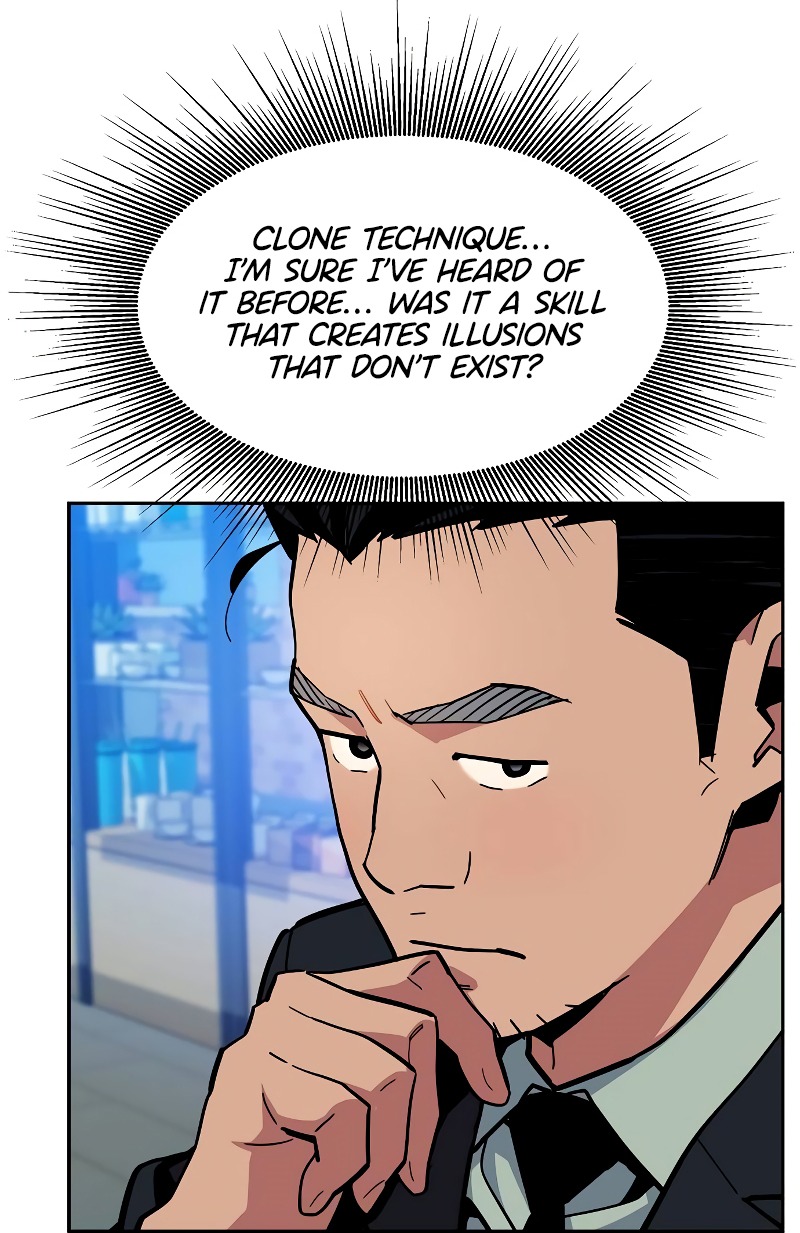 CLONE TECHNIQUE...
I'M SURE I'VE HEARD OF
IT BEFORE... WAS IT A SKILL
THAT CREATES ILLUSIONS
THAT DON'T EXIST?